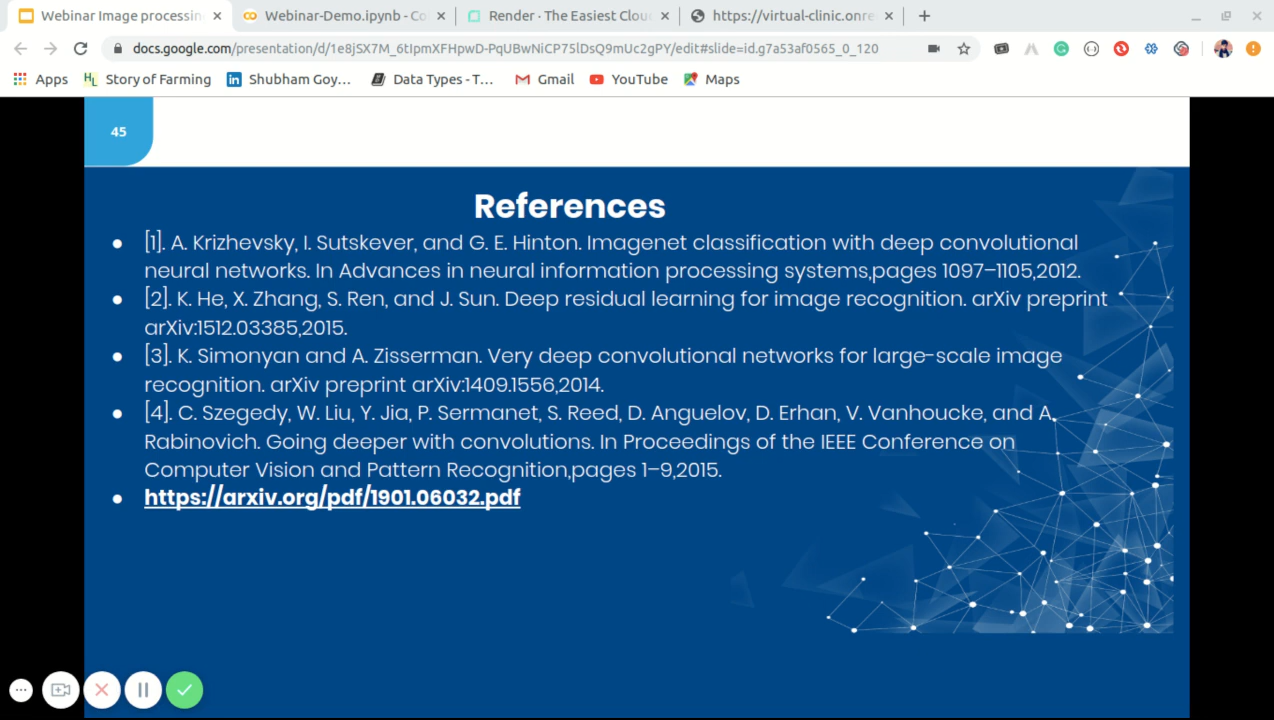 Webinar Image processin
Webinar-Demo.ipynb - Co
Render · The Easiest Clou
https://virtual-clinic.onre
docs.google.com/presentation/d/1e8jSX7M_6tIpmXFHpwD-PqUBwNiCP75lDsQ9mUc2gPY/edit#slide=id.g7a53af0565_0_120
Apps
Story of Farming
Shubham Goy...
Data Types - T...
Gmail
YouTube
Maps
45
References
[1]. A. Krizhevsky, I. Sutskever, and G. E. Hinton. Imagenet classification with deep convolutional
neural networks. In Advances in neural information processing systems,pages 1097–1105,2012.
[2]. K. He, X. Zhang, S. Ren, and J. Sun. Deep residual learning for image recognition. arXiv preprint
arXiv:1512.03385,2015.
[3]. K. Simonyan and A. Zisserman. Very deep convolutional networks for large-scale image
recognition. arXiv preprint arXiv:1409.1556,2014.
[4]. C. Szegedy, W. Liu, Y. Jia, P. Sermanet, S. Reed, D. Anguelov, D. Erhan, V. Vanhoucke, and A.
Rabinovich. Going deeper with convolutions. In Proceedings of the IEEE Conference on
Computer Vision and Pattern Recognition,pages 1–9,2015.
https://arxiv.org/pdf/1901.06032.pdf